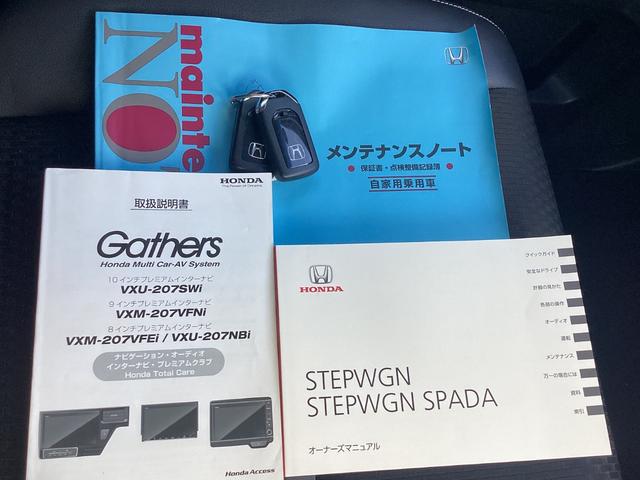 mainte
NO
メンテナンスノート
● 保証書・点検整備記録簿 ●
自家用乗用車
HONDA
The Power of Dreams
取扱説明書
Gathers
Honda Multi Car-AV System
10インチプレミアムインターナビ
VXU-207SWi
9インチプレミアムインターナビ
VXM-207VFNi
8インチプレミアムインターナビ
VXM-207VFEi / VXU-207NBi
ナビゲーション・オーディオ
インターナビ・プレミアムクラブ
Honda Total Care
Honda Access
HONDA
STEPWGN
STEPWGN SPADA
オーナーズマニュアル
クイックガイド
安全なドライブ
計器の見かた
各部の操作
オーディオ
運転
メンテナンス
万一の場合には
資料
索引